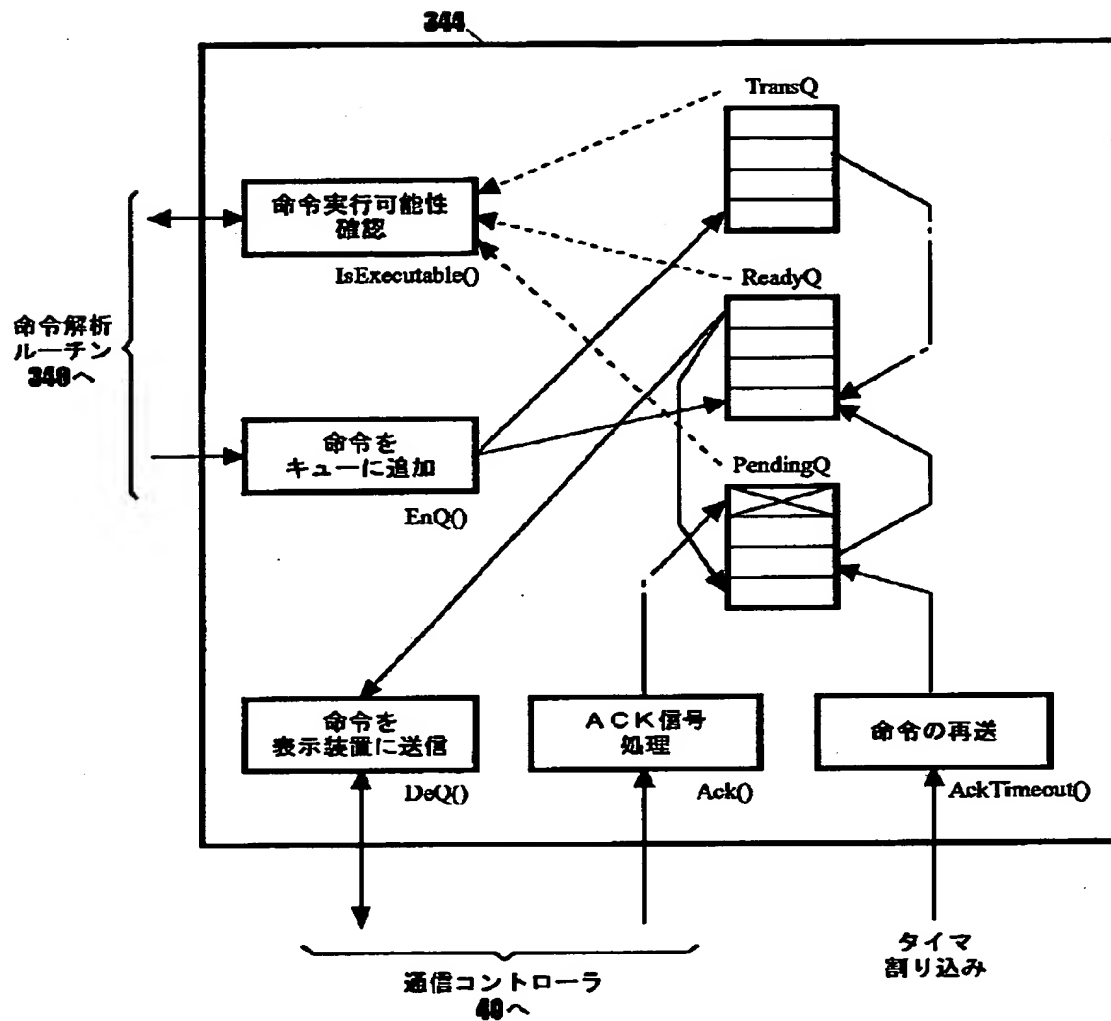 344
TransQ
命令実行可能性
確認
IsExecutable()
ReadyQ
命令解析
ルーチン
340へ
命令を
キューに追加
EnQ()
PendingQ
命令を
表示装置に送信
DeQ()
ACK信号
処理
Ack()
命令の再送
AckTimeout()
タイマ
割り込み
通信コントローラ
40へ